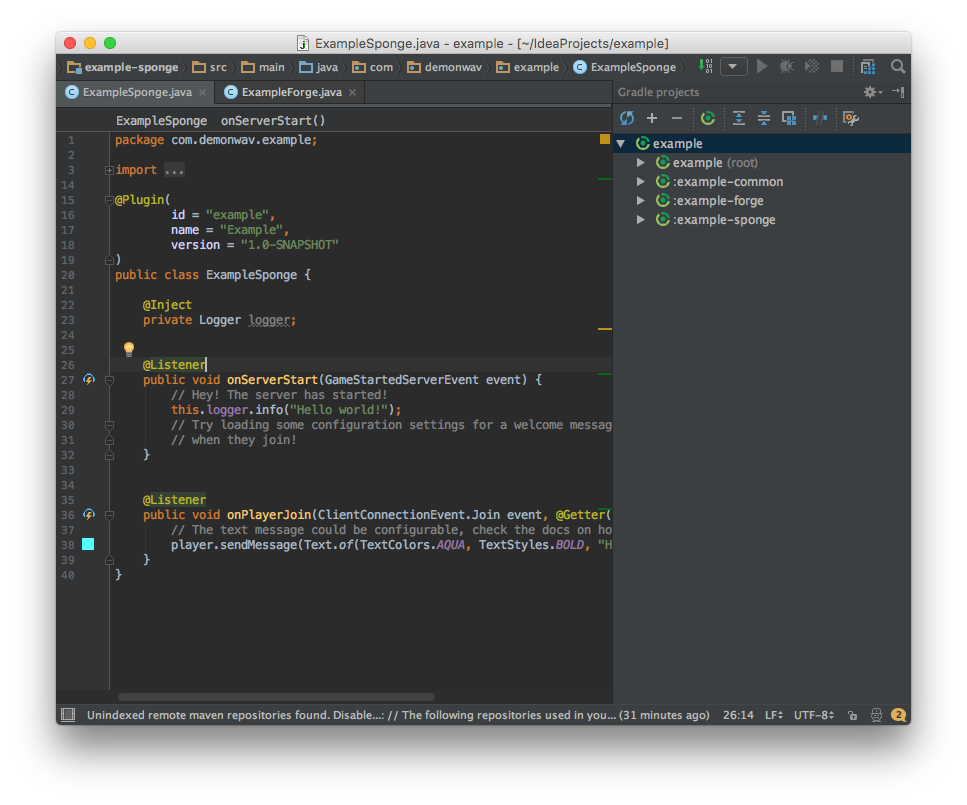 ExampleSponge.java - example - [~/IdeaProjects/example]
example-sponge src main java com demonwav example ExampleSponge
ExampleSponge.java ExampleForge.java Gradle projects
ExampleSponge onServerStart()
1 package com.demonwav.example;
2
3 import ...
14
15 @Plugin(
16 id = "example",
17 name = "Example",
18 version = "1.0-SNAPSHOT"
19 )
20 public class ExampleSponge {
21
22 @Inject
23 private Logger logger;
24
25
26 @Listener
27 public void onServerStart(GameStartedServerEvent event) {
28 // Hey! The server has started!
29 this.logger.info("Hello world!");
30 // Try loading some configuration settings for a welcome messag
31 // when they join!
32 }
33
34
35 @Listener
36 public void onPlayerJoin(ClientConnectionEvent.Join event, @Getter(
37 // The text message could be configurable, check the docs on ho
38 player.sendMessage(Text.of(TextColors.AQUA, TextStyles.BOLD, "H
39 }
40 }
example
example (root)
:example-common
:example-forge
:example-sponge
Unindexed remote maven repositories found. Disable...: // The following repositories used in you... (31 minutes ago) 26:14 LF UTF-8 2